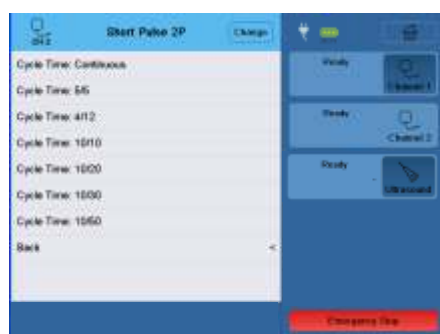 CH 2
Short Pulse 2P
Change
Cycle Time: Continuous
Cycle Time: 5/5
Cycle Time: 4/12
Cycle Time: 10/10
Cycle Time: 10/20
Cycle Time: 10/30
Cycle Time: 10/50
Back <
Ready
Channel 1
Ready
Channel 2
Ready
Ultrasound
Emergency Stop